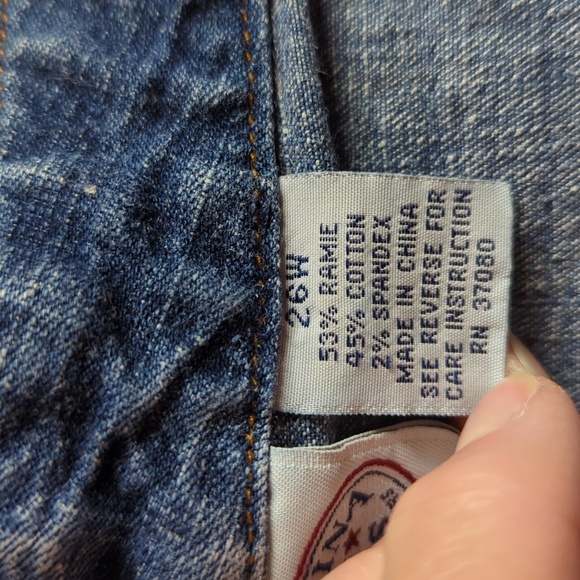 26W
53% RAMIE
45% COTTON
2% SPANDEX
MADE IN CHINA
SEE REVERSE FOR
CARE INSTRUCTION
RN 37080